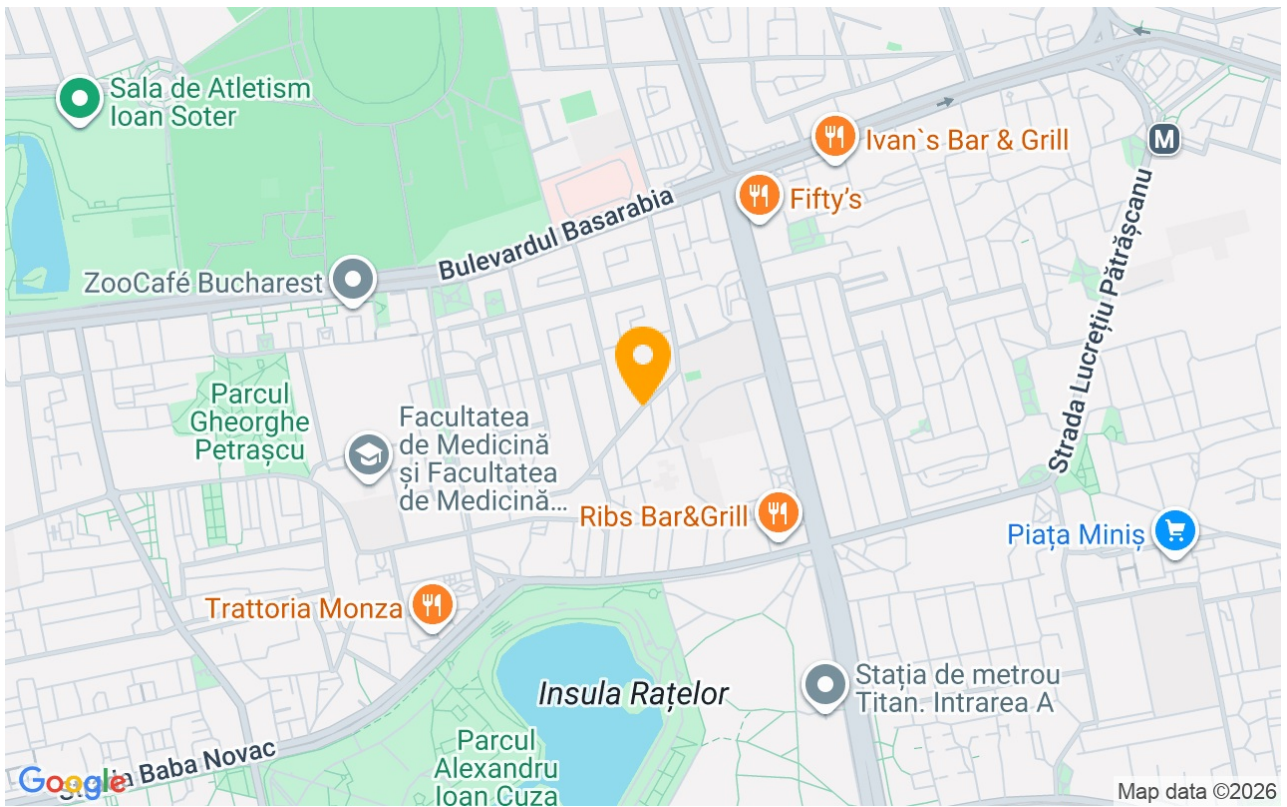 Sala de Atletism
Ioan Soter
Ivan`s Bar & Grill
M
Fifty's
Bulevardul Basarabia
ZooCafé Bucharest
Strada Lucrețiu Pătrășcanu
Parcul
Gheorghe
Petrașcu
Facultatea
de Medicină
și Facultatea
de Medicină...
Ribs Bar&Grill
Piața Miniș
Trattoria Monza
Insula Rațelor
Stația de metrou
Titan. Intrarea A
Baba Novac
Parcul
Alexandru
Ioan Cuza
Google
Map data ©2026